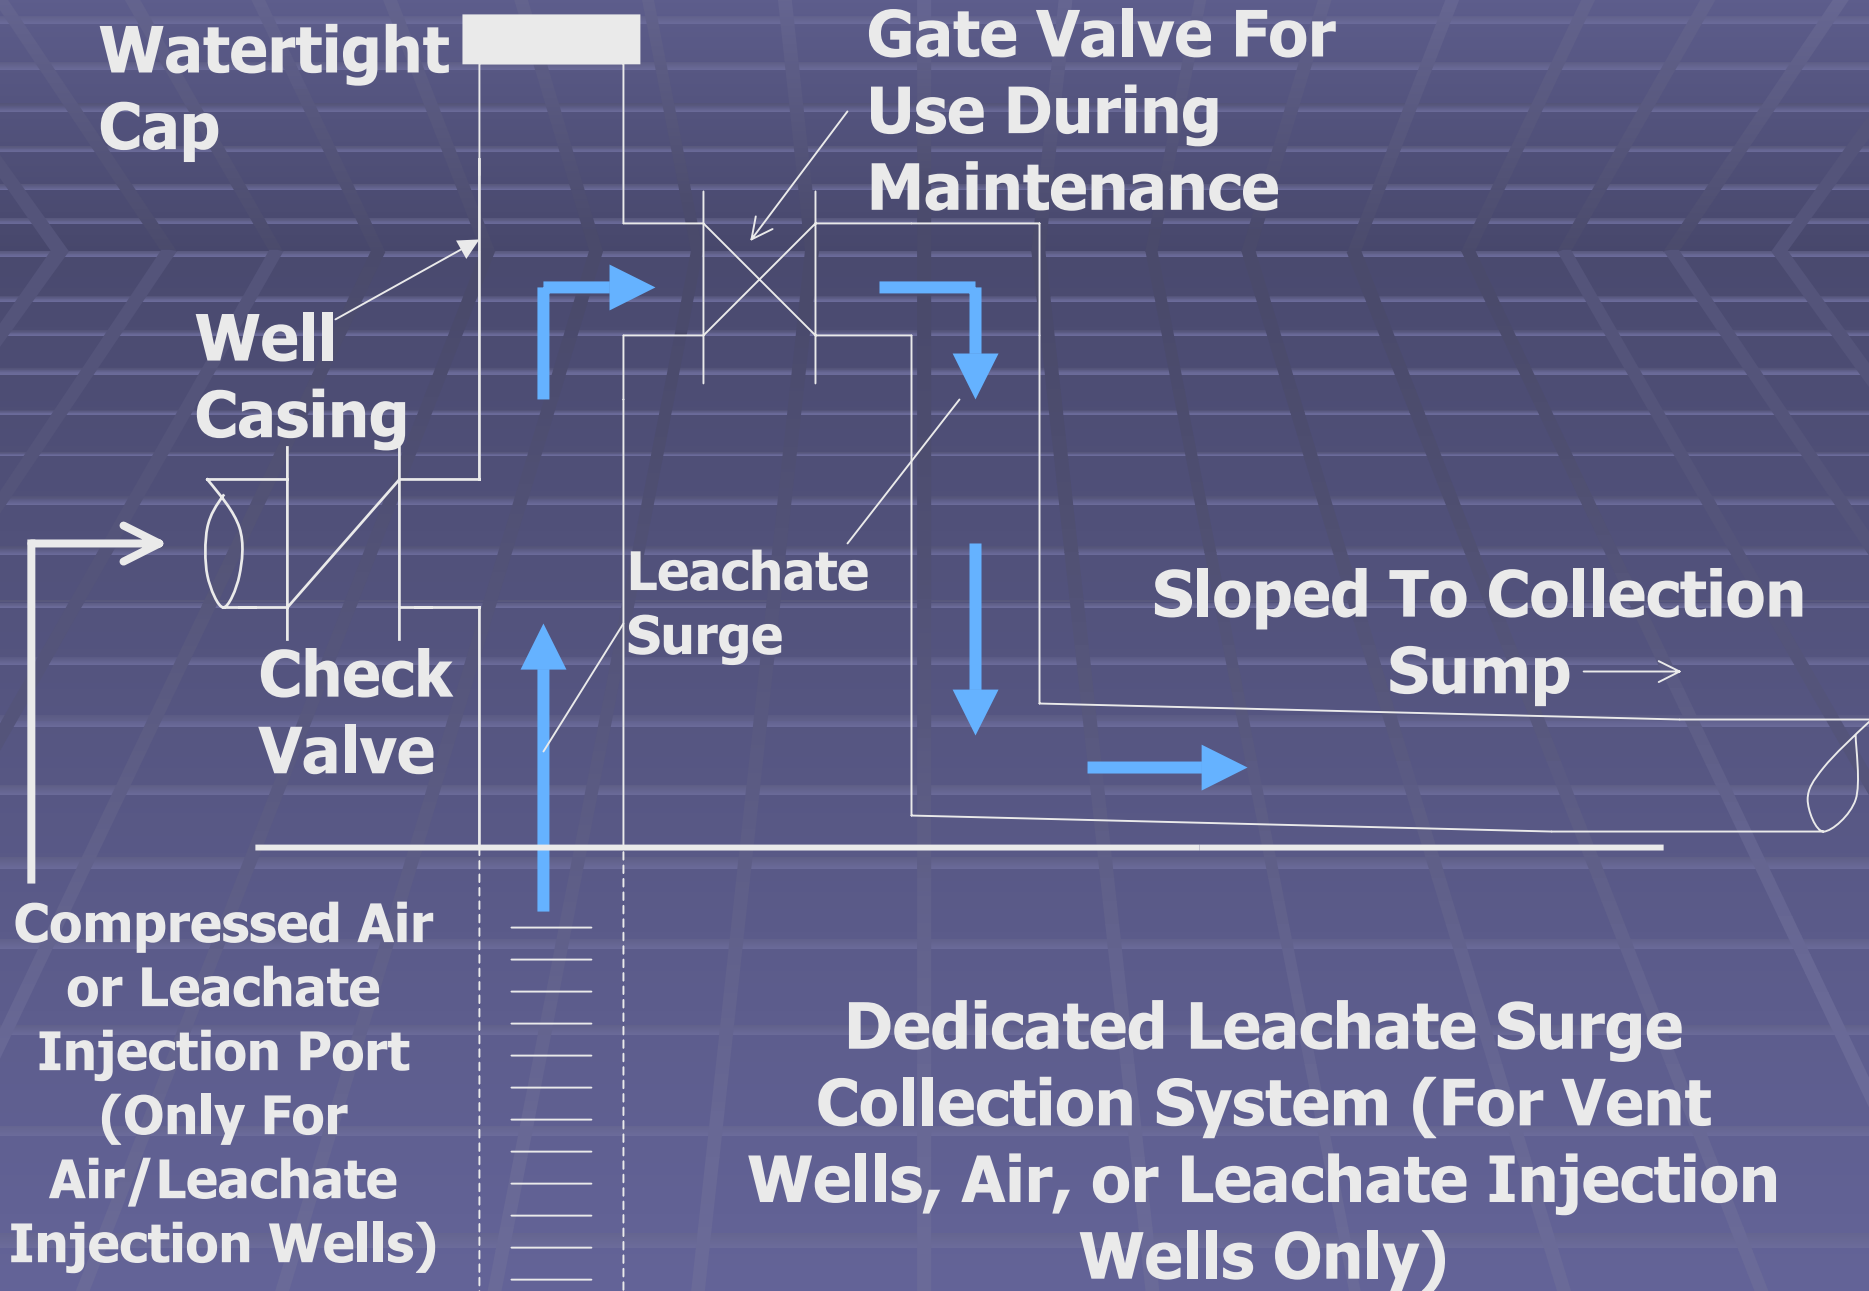 Watertight
Cap
Gate Valve For
Use During
Maintenance
Well
Casing
Check
Valve
Leachate
Surge
Sloped To Collection
Sump
Compressed Air
or Leachate
Injection Port
(Only For
Air/Leachate
Injection Wells)
Dedicated Leachate Surge
Collection System (For Vent
Wells, Air, or Leachate Injection
Wells Only)